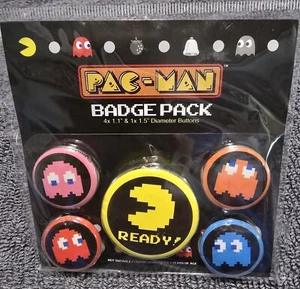 PAC-MAN
BADGE PACK
4x 1.1" & 1x 1.5" Diameter Buttons
READY!